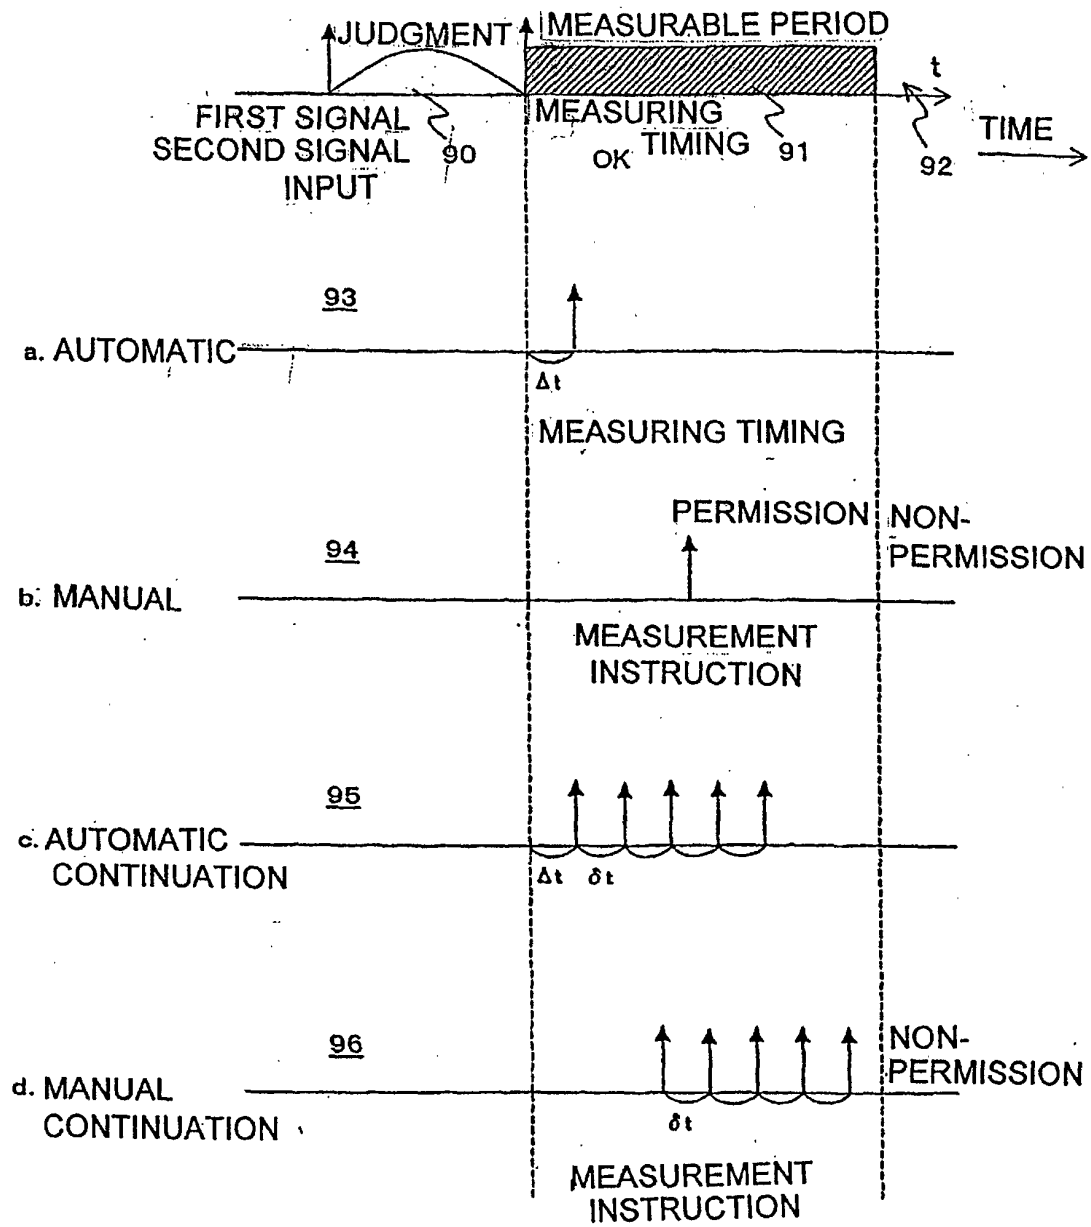 JUDGMENT
MEASURABLE PERIOD
t
FIRST SIGNAL
SECOND SIGNAL
INPUT
90
MEASURING
TIMING
OK
91
92
TIME
93
a. AUTOMATIC
Δt
MEASURING TIMING
PERMISSION
NON-
PERMISSION
94
b. MANUAL
MEASUREMENT
INSTRUCTION
95
c. AUTOMATIC
CONTINUATION
Δt δt
96
NON-
PERMISSION
d. MANUAL
CONTINUATION
δt
MEASUREMENT
INSTRUCTION